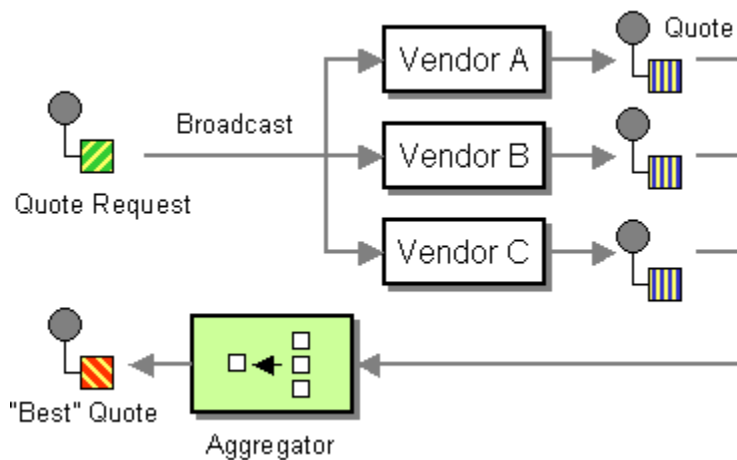 Vendor A
Quote
Broadcast
Vendor B
Quote Request
Vendor C
"Best" Quote
Aggregator